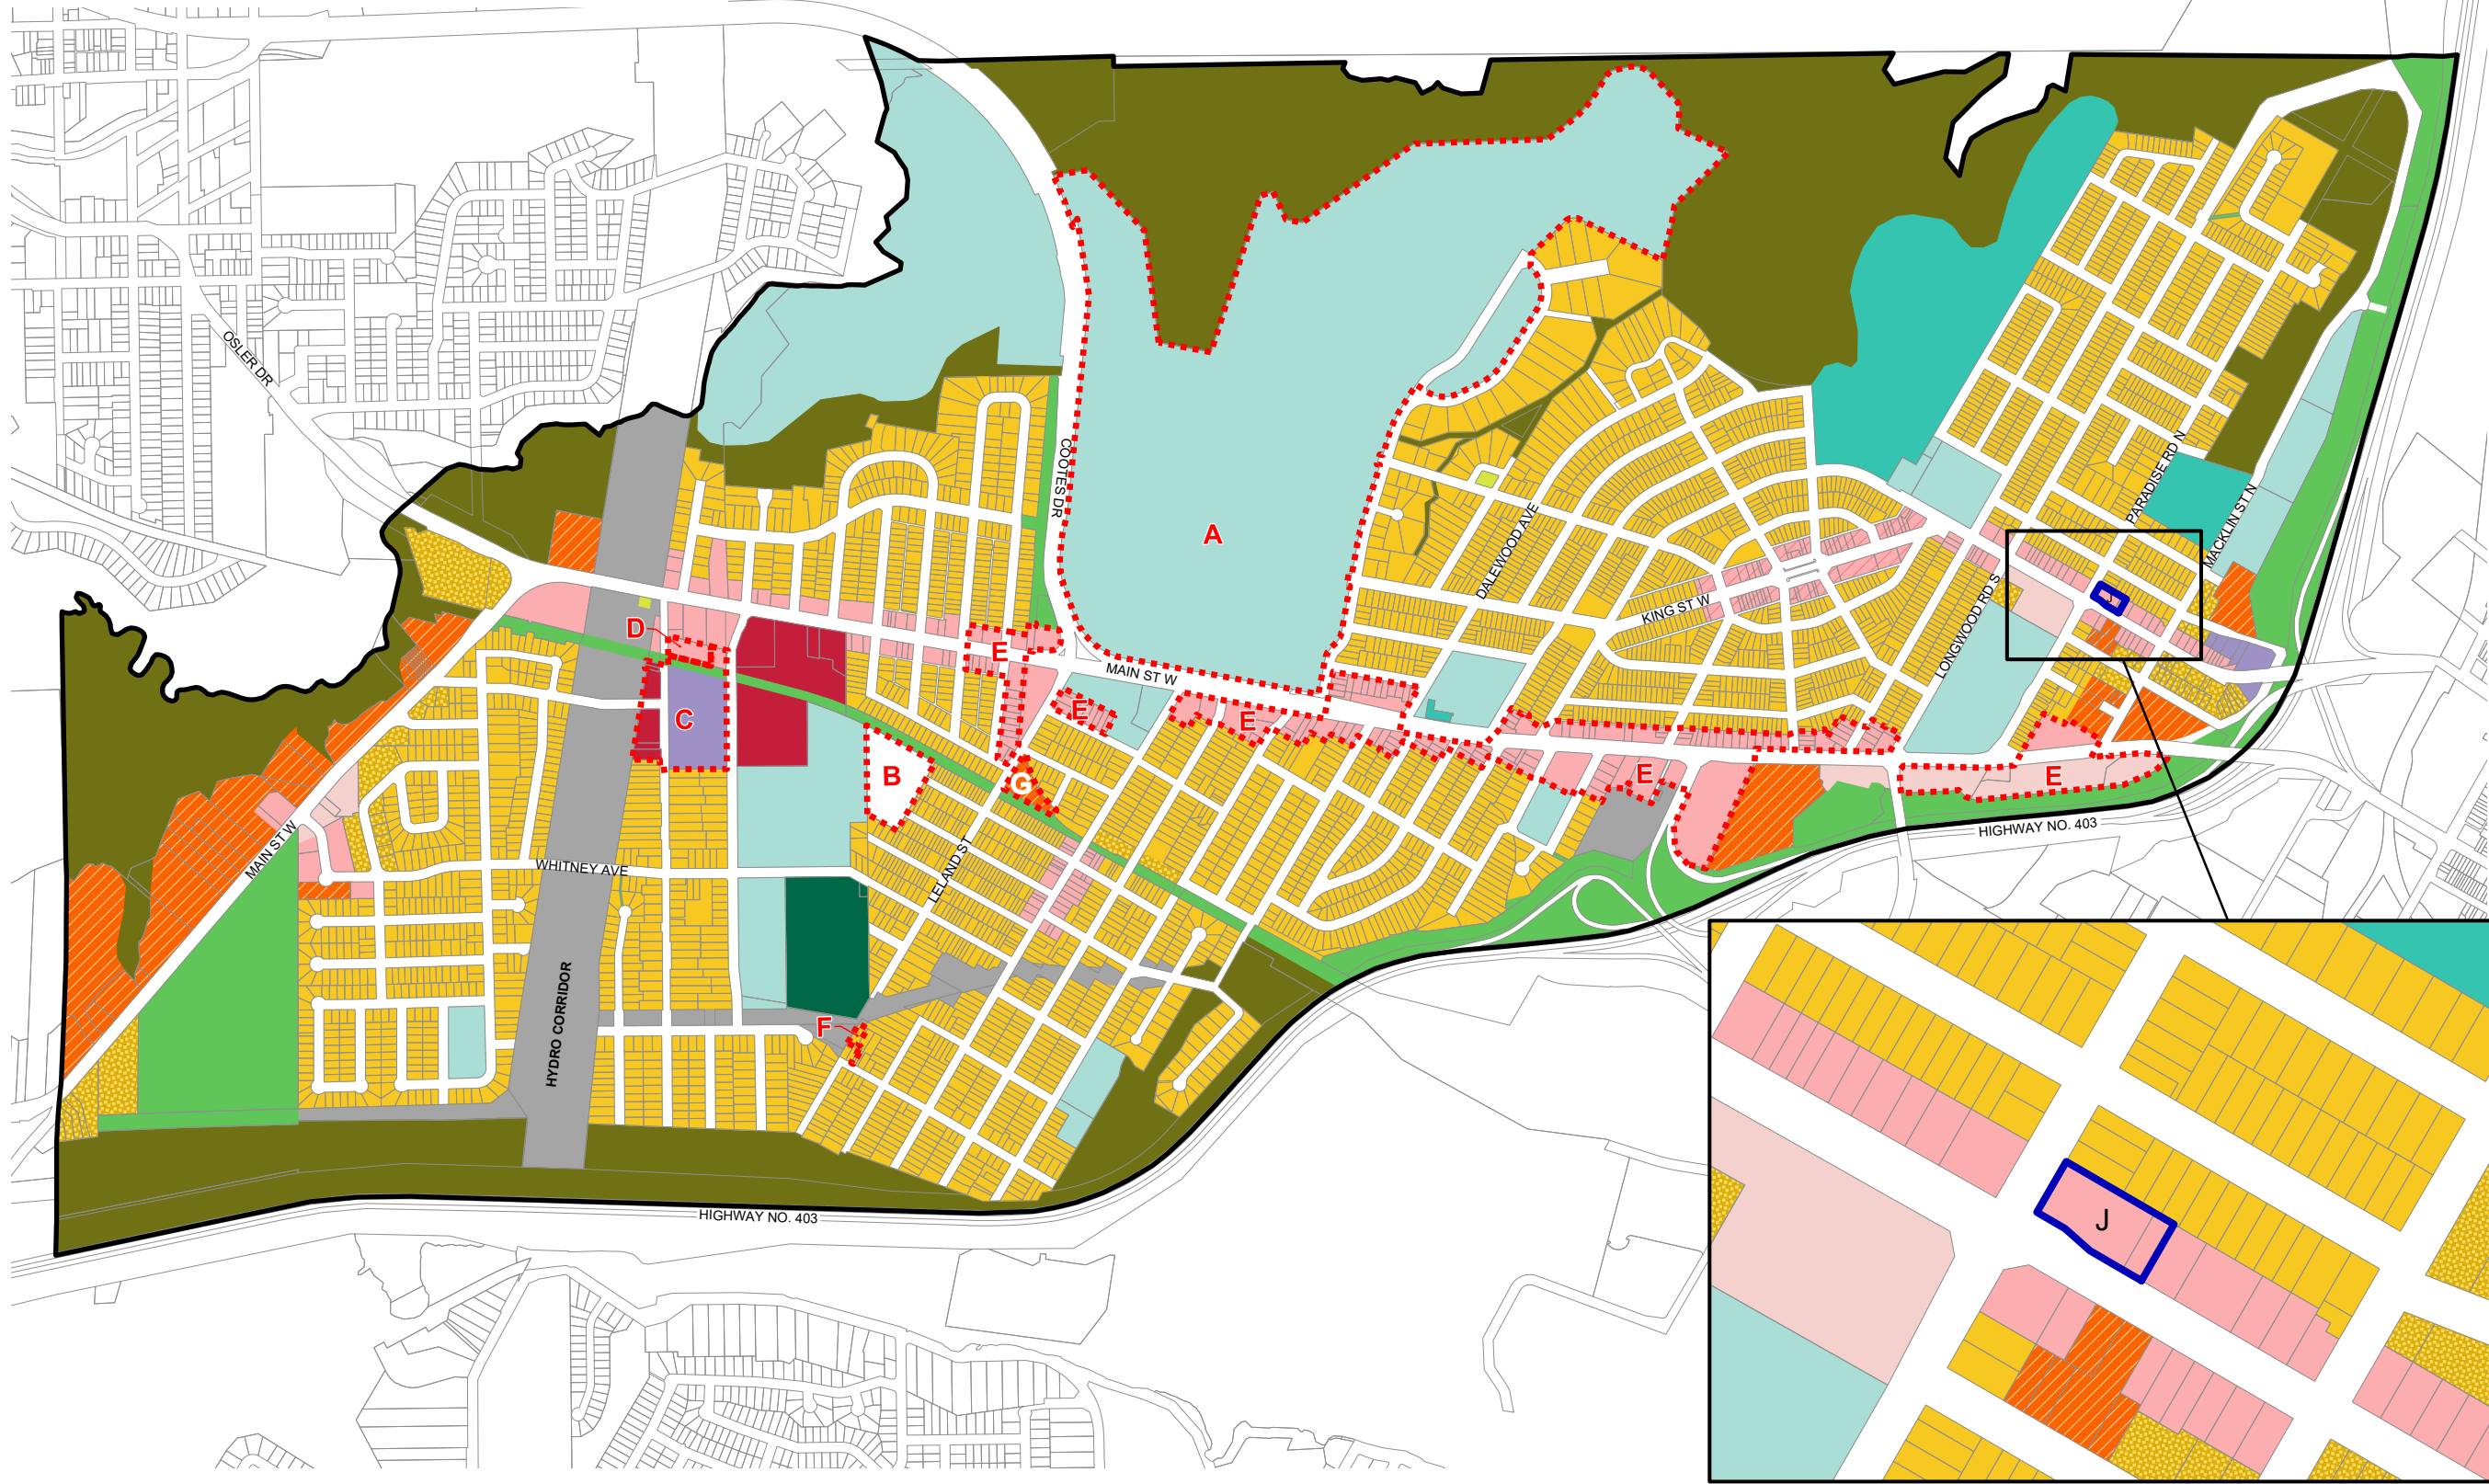 OSLER DR
COOTES DR
A
DALEWOOD AVE
KING ST W
LONGWOOD RD S
PARADISE RD N
MACKLIN ST N
J
D
E
MAIN ST W
C
E
E
B
G
E
E
HIGHWAY NO. 403
MAIN ST W
WHITNEY AVE
LELAND ST
HYDRO CORRIDOR
F
HIGHWAY NO. 403
J